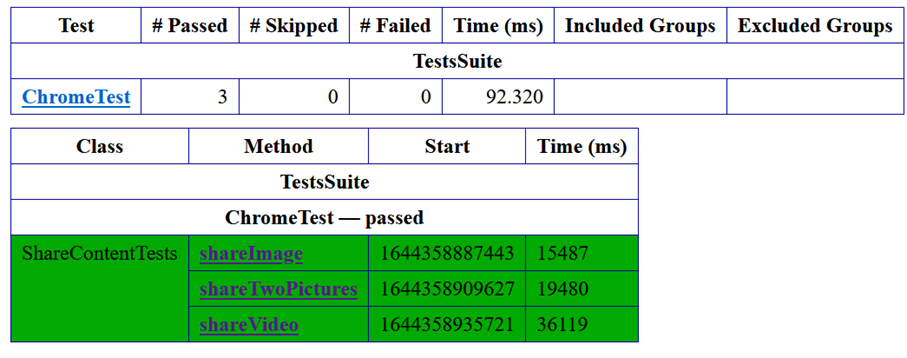 Test # Passed # Skipped # Failed Time (ms) Included Groups Excluded Groups
TestsSuite
ChromeTest 3 0 0 92.320
Class Method Start Time (ms)
TestsSuite
ChromeTest — passed
ShareContentTests shareImage 1644358887443 15487
shareTwoPictures 1644358909627 19480
shareVideo 1644358935721 36119